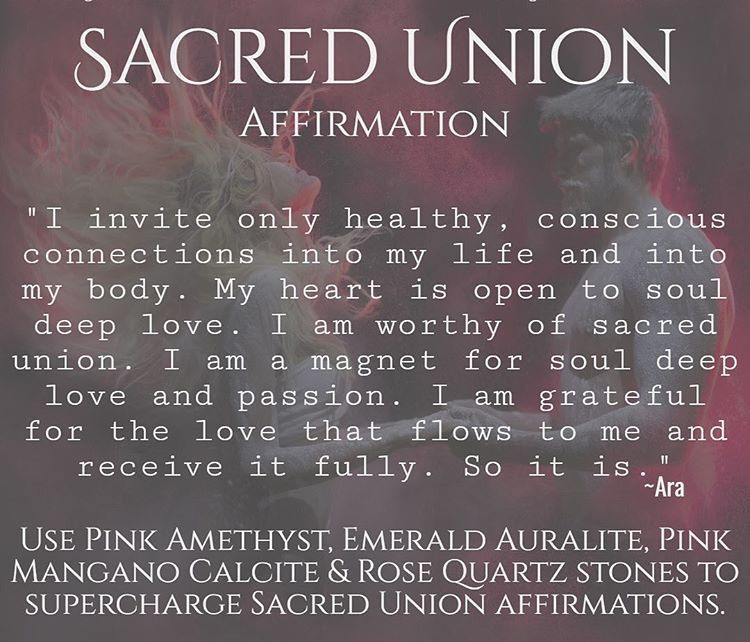 SACRED UNION
AFFIRMATION
"I invite only healthy, conscious
connections into my life and into
my body. My heart is open to soul
deep love. I am worthy of sacred
union. I am a magnet for soul deep
love and passion. I am grateful
for the love that flows to me and
receive it fully. So it is."
~Ara
USE PINK AMETHYST, EMERALD AURALITE, PINK
MANGANO CALCITE & ROSE QUARTZ STONES TO
SUPERCHARGE SACRED UNION AFFIRMATIONS.